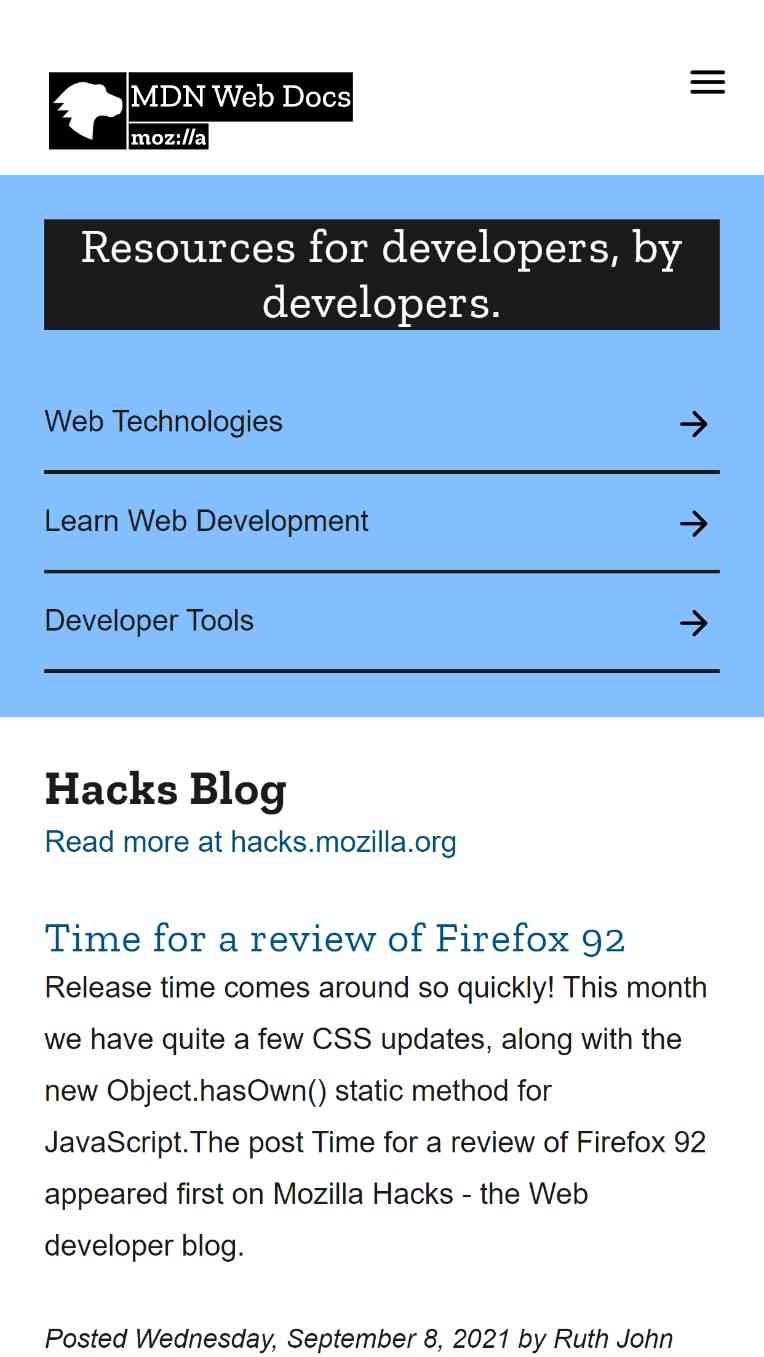 MDN Web Docs
moz://a
Resources for developers, by
developers.
Web Technologies
Learn Web Development
Developer Tools
Hacks Blog
Read more at hacks.mozilla.org
Time for a review of Firefox 92
Release time comes around so quickly! This month
we have quite a few CSS updates, along with the
new Object.hasOwn() static method for
JavaScript.The post Time for a review of Firefox 92
appeared first on Mozilla Hacks - the Web
developer blog.
Posted Wednesday, September 8, 2021 by Ruth John